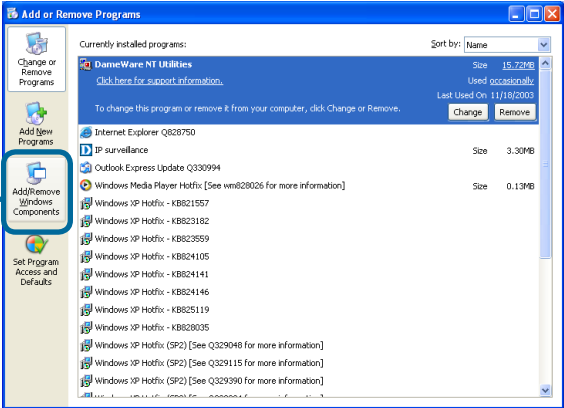 Add or Remove Programs
Change or
Remove
Programs
Add New
Programs
Add/Remove
Windows
Components
Set Program
Access and
Defaults
Currently installed programs:
Sort by: Name
DameWare NT Utilities Size 15.72MB
Click here for support information. Used occasionally
Last Used On 11/18/2003
To change this program or remove it from your computer, click Change or Remove. Change Remove
Internet Explorer Q828750
IP surveillance Size 3.30MB
Outlook Express Update Q330994
Windows Media Player Hotfix [See wm828026 for more information] Size 0.13MB
Windows XP Hotfix - KB821557
Windows XP Hotfix - KB823182
Windows XP Hotfix - KB823559
Windows XP Hotfix - KB824105
Windows XP Hotfix - KB824141
Windows XP Hotfix - KB824146
Windows XP Hotfix - KB825119
Windows XP Hotfix - KB828035
Windows XP Hotfix (SP2) [See Q329048 for more information]
Windows XP Hotfix (SP2) [See Q329115 for more information]
Windows XP Hotfix (SP2) [See Q329390 for more information]